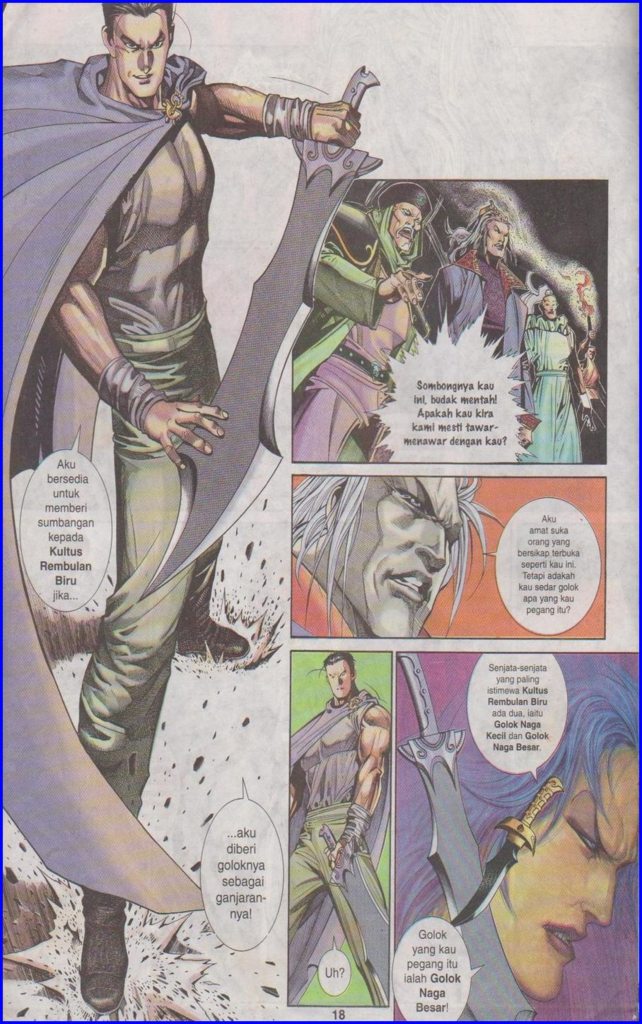 Aku
bersedia
untuk
memberi
sumbangan
kepada
Kultus
Rembulan
Biru
jika...
...aku
diberi
goloknya
sebagai
ganjaran-
nya!
Sombongnya kau
ini, budak mentah!
Apakah kau kira
kami mesti tawar-
menawar dengan kau?
Aku
amat suka
orang yang
bersikap terbuka
seperti kau ini.
Tetapi adakah
kau sedar golok
apa yang kau
pegang itu?
Uh?
Senjata-senjata
yang paling
istimewa Kultus
Rembulan Biru
ada dua, iaitu
Golok Naga
Kecil dan Golok
Naga Besar.
Golok
yang kau
pegang itu
ialah Golok
Naga
Besar!
18